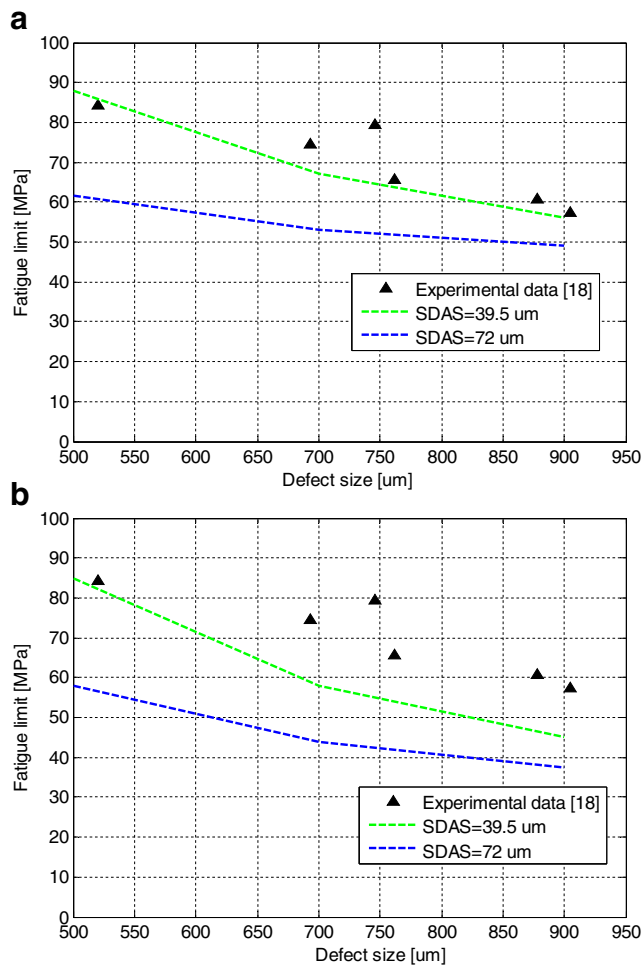 a
100
90
80
70
60
50
40
30
20
10
0
Fatigue limit [MPa]
Experimental data [18]
SDAS=39.5 um
SDAS=72 um
500 550 600 650 700 750 800 850 900 950
Defect size [um]
b
100
90
80
70
60
50
40
30
20
10
0
Fatigue limit [MPa]
Experimental data [18]
SDAS=39.5 um
SDAS=72 um
500 550 600 650 700 750 800 850 900 950
Defect size [um]